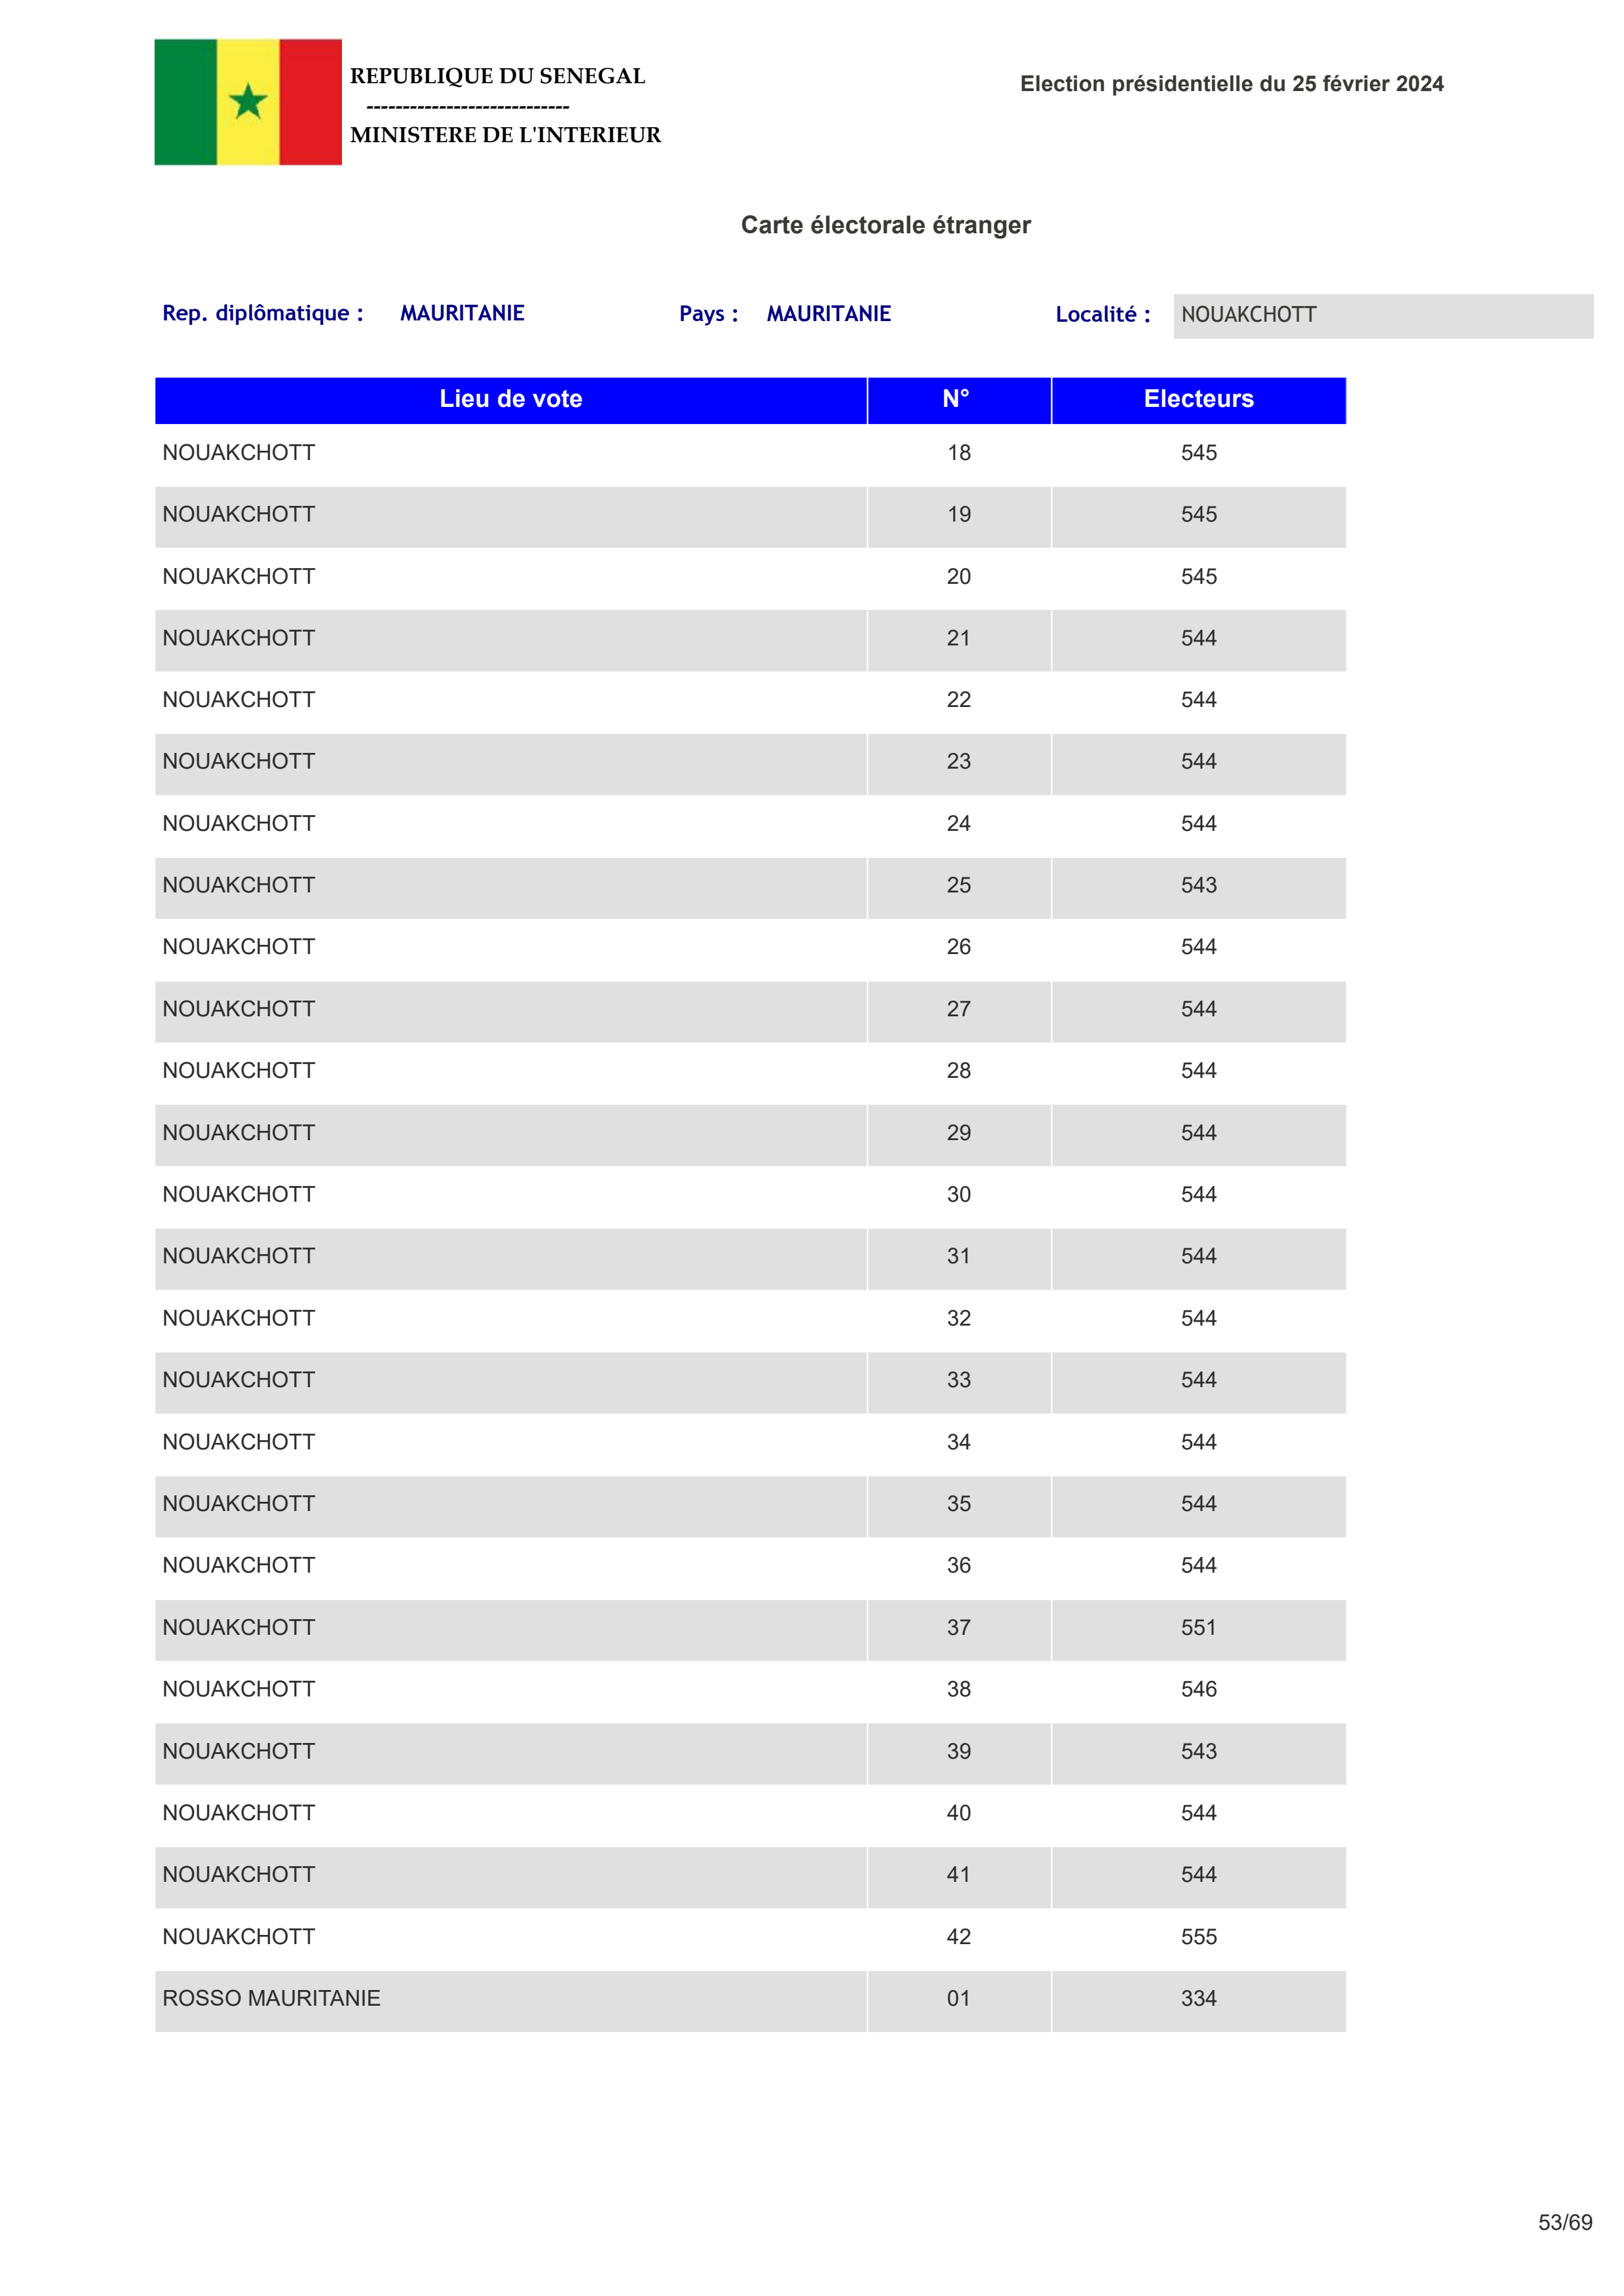 REPUBLIQUE DU SENEGAL
Election présidentielle du 25 février 2024
----------------------------
MINISTERE DE L'INTERIEUR
Carte électorale étranger
Rep. diplômatique : MAURITANIE Pays : MAURITANIE Localité : NOUAKCHOTT
Lieu de vote N° Electeurs
NOUAKCHOTT 18 545
NOUAKCHOTT 19 545
NOUAKCHOTT 20 545
NOUAKCHOTT 21 544
NOUAKCHOTT 22 544
NOUAKCHOTT 23 544
NOUAKCHOTT 24 544
NOUAKCHOTT 25 543
NOUAKCHOTT 26 544
NOUAKCHOTT 27 544
NOUAKCHOTT 28 544
NOUAKCHOTT 29 544
NOUAKCHOTT 30 544
NOUAKCHOTT 31 544
NOUAKCHOTT 32 544
NOUAKCHOTT 33 544
NOUAKCHOTT 34 544
NOUAKCHOTT 35 544
NOUAKCHOTT 36 544
NOUAKCHOTT 37 551
NOUAKCHOTT 38 546
NOUAKCHOTT 39 543
NOUAKCHOTT 40 544
NOUAKCHOTT 41 544
NOUAKCHOTT 42 555
ROSSO MAURITANIE 01 334
53/69